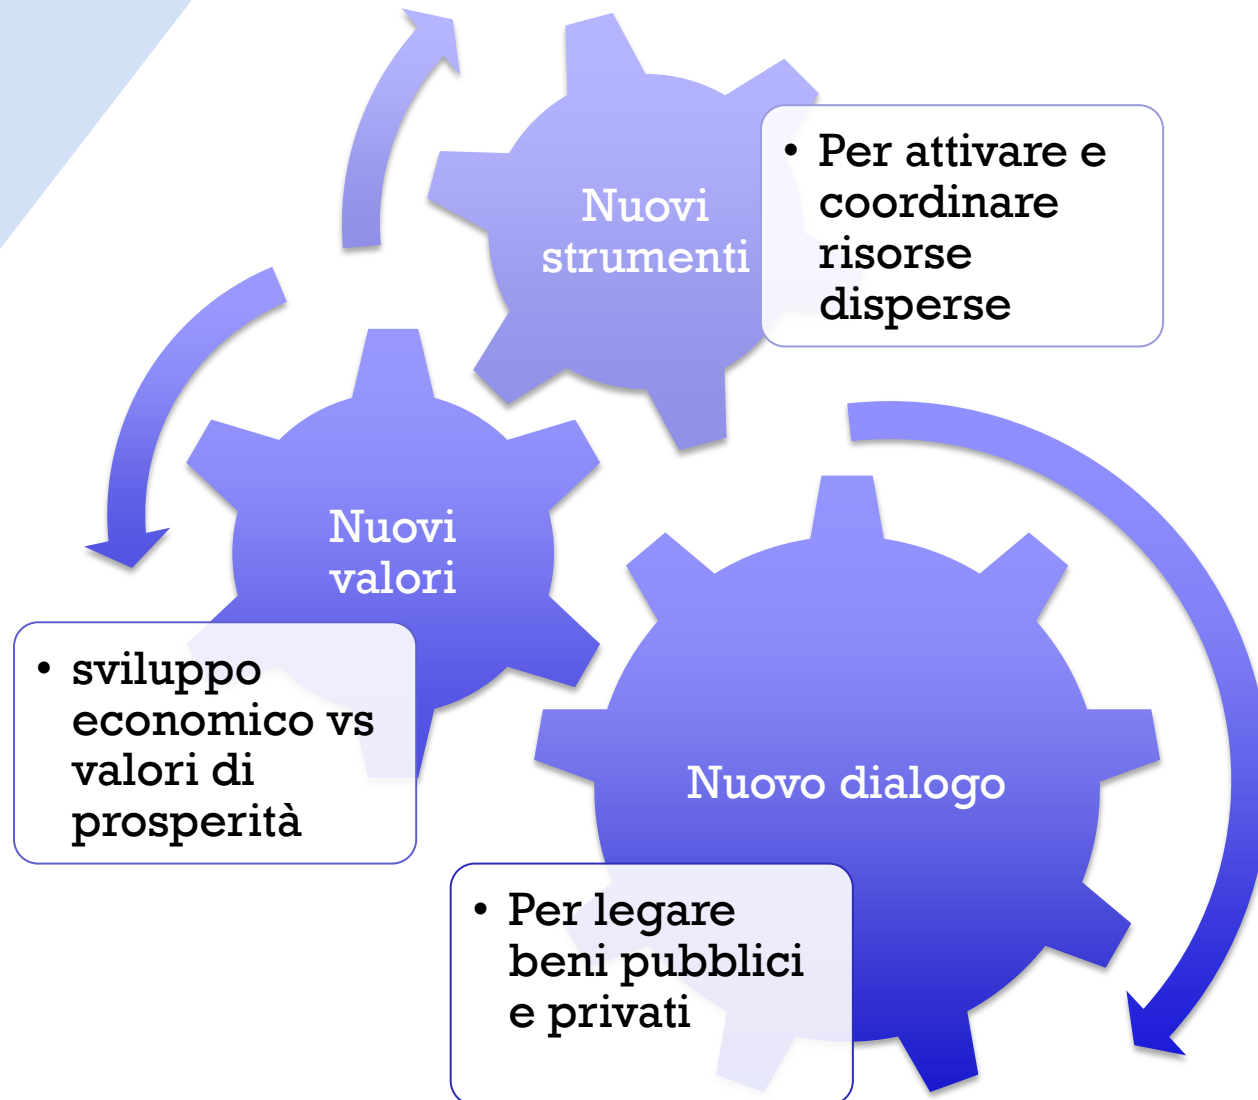 Nuovi
strumenti
• Per attivare e
coordinare
risorse
disperse
Nuovi
valori
• sviluppo
economico vs
valori di
prosperità
Nuovo dialogo
• Per legare
beni pubblici
e privati